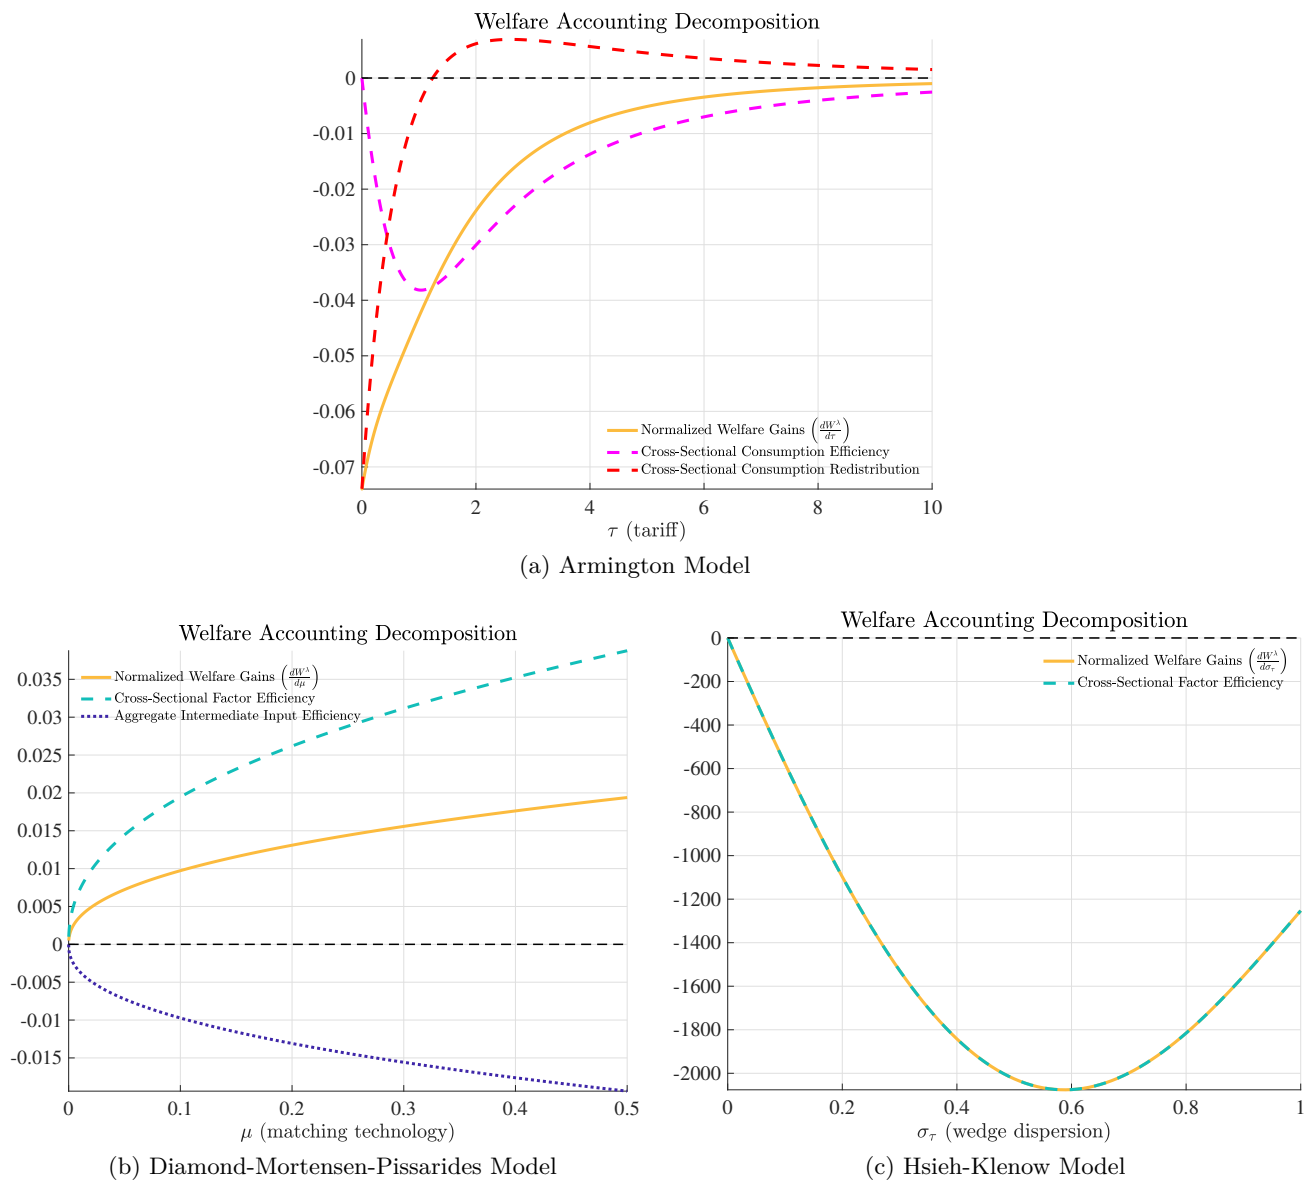 Welfare Accounting Decomposition
0
-0.01
-0.02
-0.03
-0.04
-0.05
-0.06
-0.07
Normalized Welfare Gains (dW^λ/dτ)
Cross-Sectional Consumption Efficiency
Cross-Sectional Consumption Redistribution
0 2 4 6 8 10
τ (tariff)
(a) Armington Model
Welfare Accounting Decomposition
0.035
0.03
0.025
0.02
0.015
0.01
0.005
0
-0.005
-0.01
-0.015
Normalized Welfare Gains (dW^λ/dμ)
Cross-Sectional Factor Efficiency
Aggregate Intermediate Input Efficiency
0 0.1 0.2 0.3 0.4 0.5
μ (matching technology)
(b) Diamond-Mortensen-Pissarides Model
Welfare Accounting Decomposition
0
-200
-400
-600
-800
-1000
-1200
-1400
-1600
-1800
-2000
Normalized Welfare Gains (dW^λ/dσ_τ)
Cross-Sectional Factor Efficiency
0 0.2 0.4 0.6 0.8 1
σ_τ (wedge dispersion)
(c) Hsieh-Klenow Model